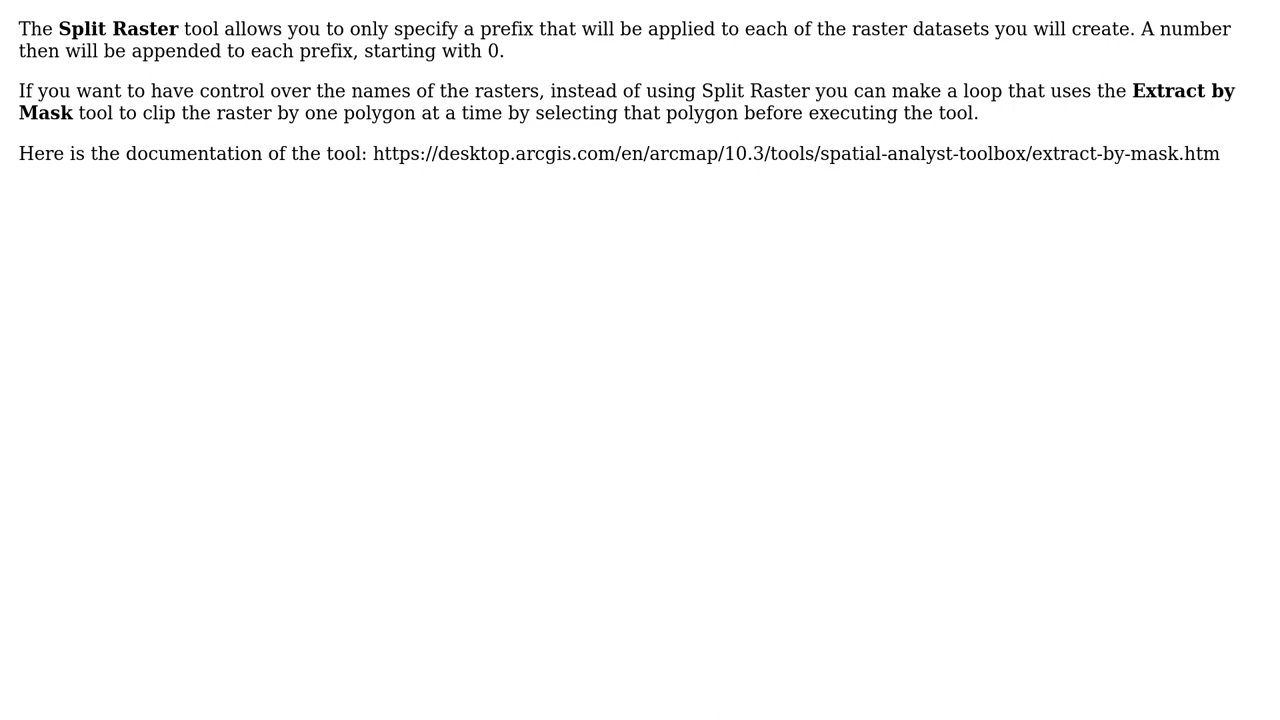 The Split Raster tool allows you to only specify a prefix that will be applied to each of the raster datasets you will create. A number
then will be appended to each prefix, starting with 0.
If you want to have control over the names of the rasters, instead of using Split Raster you can make a loop that uses the Extract by
Mask tool to clip the raster by one polygon at a time by selecting that polygon before executing the tool.
Here is the documentation of the tool: https://desktop.arcgis.com/en/arcmap/10.3/tools/spatial-analyst-toolbox/extract-by-mask.htm